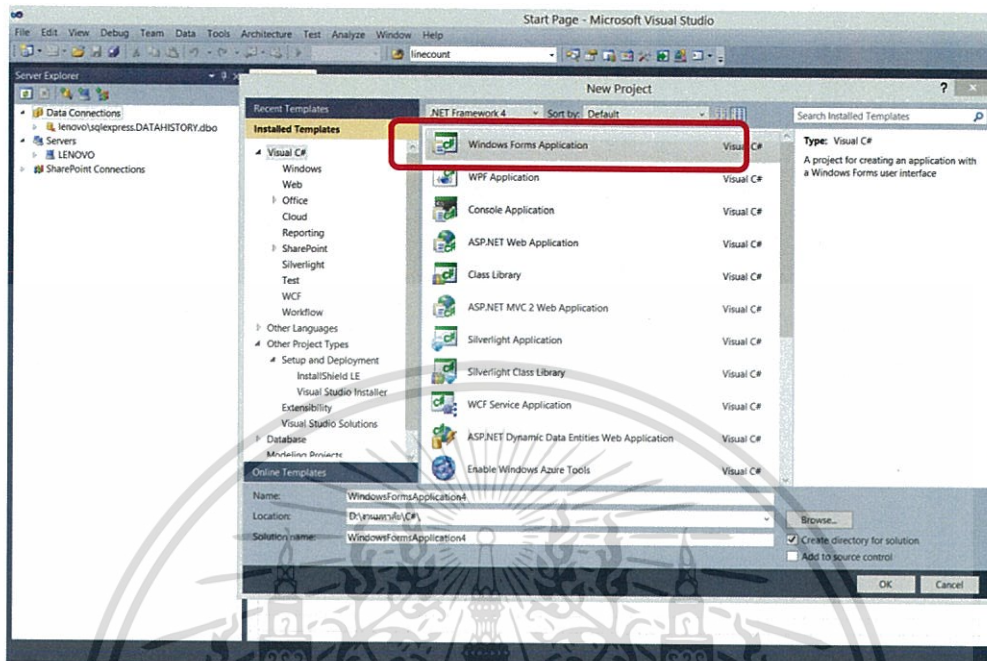 Start Page - Microsoft Visual Studio
File Edit View Debug Team Data Tools Architecture Test Analyze Window Help
linecount
Server Explorer
Data Connections
lenovo\sqlexpress.DATAHISTORY.dbo
Servers
LENOVO
SharePoint Connections
New Project
Recent Templates
Installed Templates
Visual C#
Windows
Web
Office
Cloud
Reporting
SharePoint
Silverlight
Test
WCF
Workflow
Other Languages
Other Project Types
Setup and Deployment
InstallShield LE
Visual Studio Installer
Extensibility
Visual Studio Solutions
Database
Modeling Projects
Online Templates
.NET Framework 4 Sort by: Default
Windows Forms Application Visual C#
WPF Application Visual C#
Console Application Visual C#
ASP.NET Web Application Visual C#
Class Library Visual C#
ASP.NET MVC 2 Web Application Visual C#
Silverlight Application Visual C#
Silverlight Class Library Visual C#
WCF Service Application Visual C#
ASP.NET Dynamic Data Entities Web Application Visual C#
Enable Windows Azure Tools Visual C#
Search Installed Templates
Type: Visual C#
A project for creating an application with
a Windows Forms user interface
Name: WindowsFormsApplication4
Location:
Solution name: WindowsFormsApplication4
Browse...
Create directory for solution
Add to source control
OK Cancel